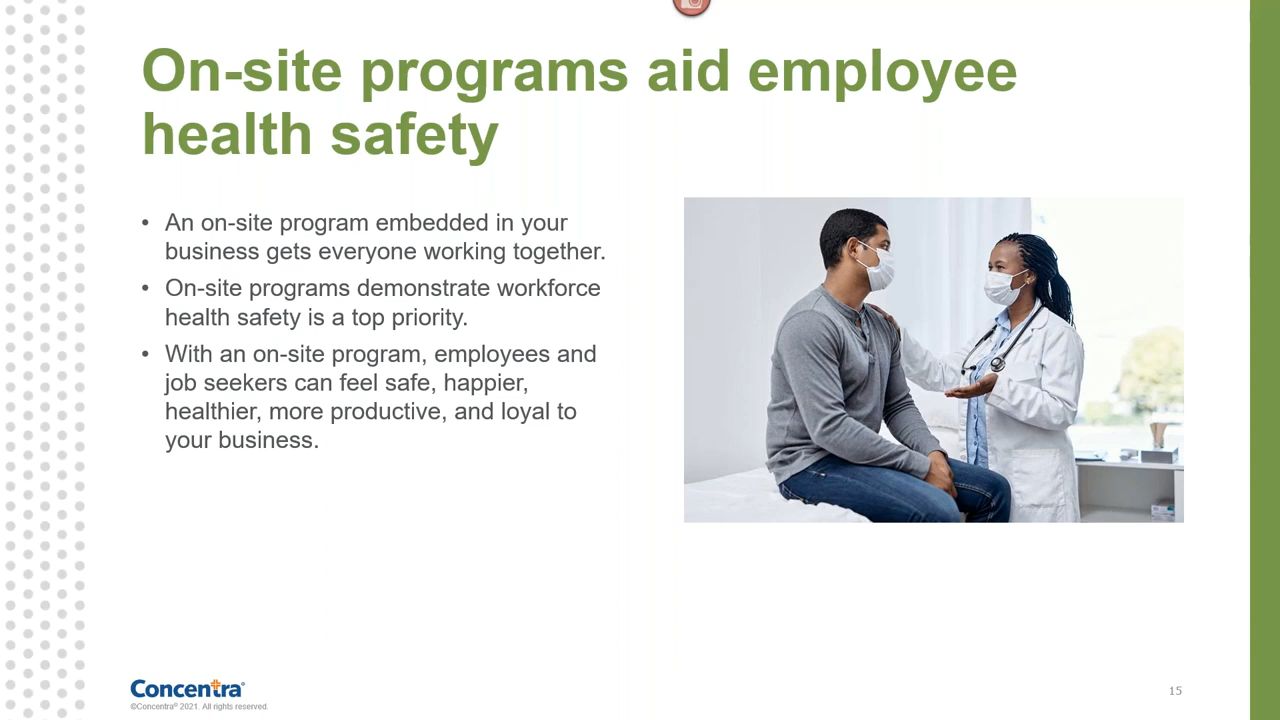 On-site programs aid employee
health safety
• An on-site program embedded in your
business gets everyone working together.
• On-site programs demonstrate workforce
health safety is a top priority.
• With an on-site program, employees and
job seekers can feel safe, happier,
healthier, more productive, and loyal to
your business.
Concentra®
©Concentra® 2021. All rights reserved.
15